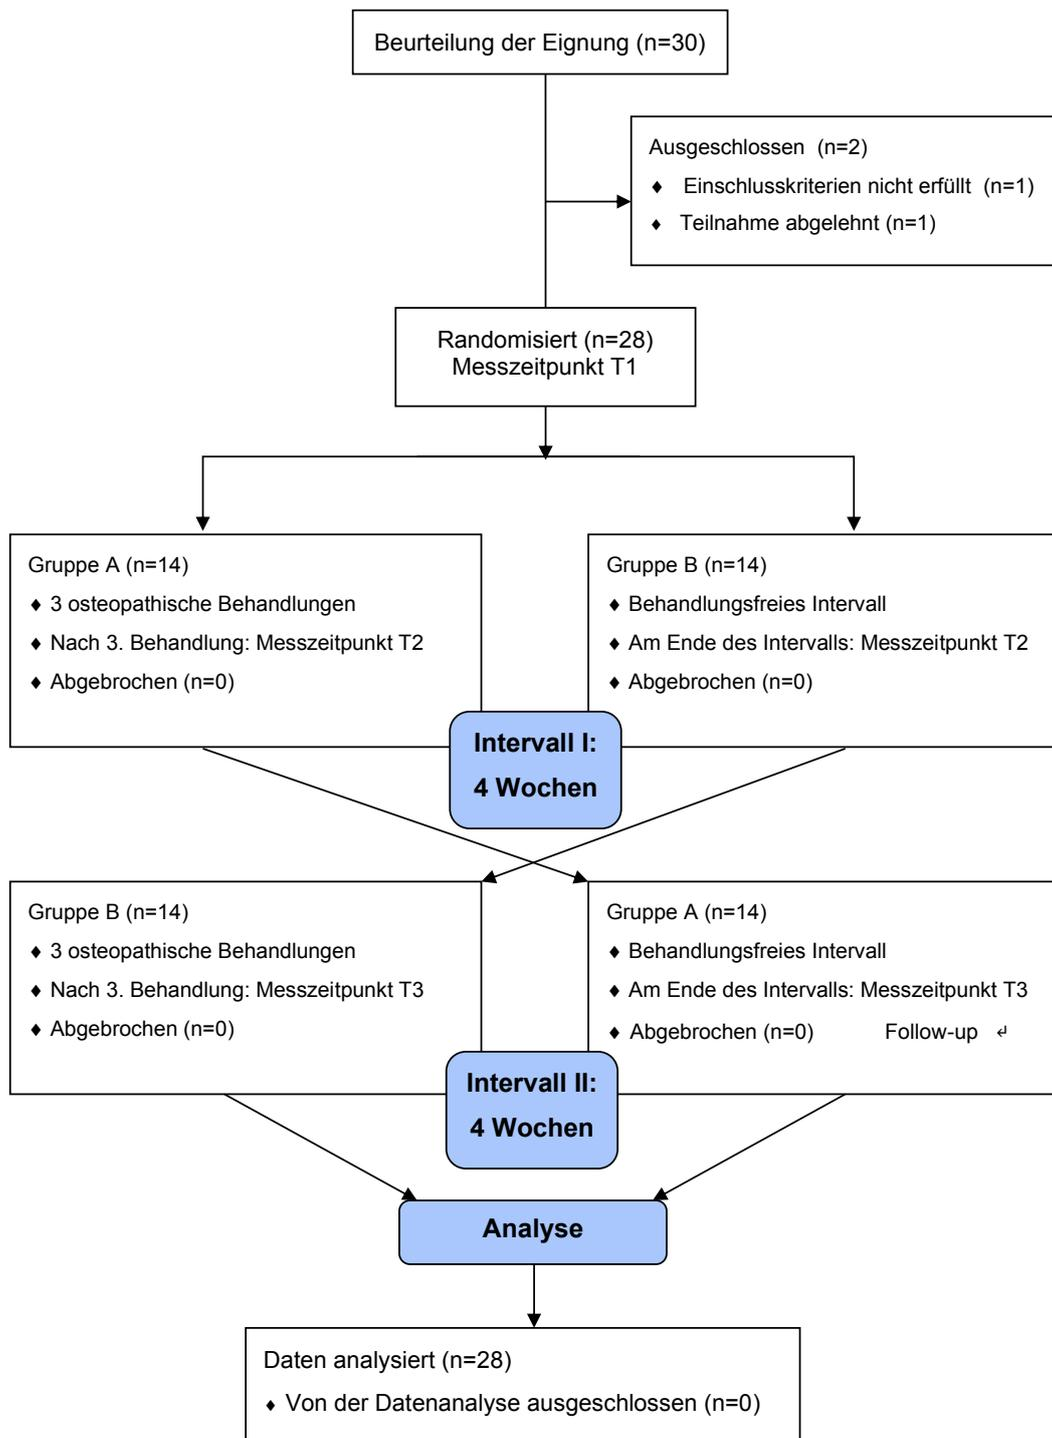 Beurteilung der Eignung (n=30)
Ausgeschlossen (n=2)
♦ Einschlusskriterien nicht erfüllt (n=1)
♦ Teilnahme abgelehnt (n=1)
Randomisiert (n=28)
Messzeitpunkt T1
Gruppe A (n=14)
♦ 3 osteopathische Behandlungen
♦ Nach 3. Behandlung: Messzeitpunkt T2
♦ Abgebrochen (n=0)
Gruppe B (n=14)
♦ Behandlungsfreies Intervall
♦ Am Ende des Intervalls: Messzeitpunkt T2
♦ Abgebrochen (n=0)
Intervall I:
4 Wochen
Gruppe B (n=14)
♦ 3 osteopathische Behandlungen
♦ Nach 3. Behandlung: Messzeitpunkt T3
♦ Abgebrochen (n=0)
Gruppe A (n=14)
♦ Behandlungsfreies Intervall
♦ Am Ende des Intervalls: Messzeitpunkt T3
♦ Abgebrochen (n=0) Follow-up ↲
Intervall II:
4 Wochen
Analyse
Daten analysiert (n=28)
♦ Von der Datenanalyse ausgeschlossen (n=0)